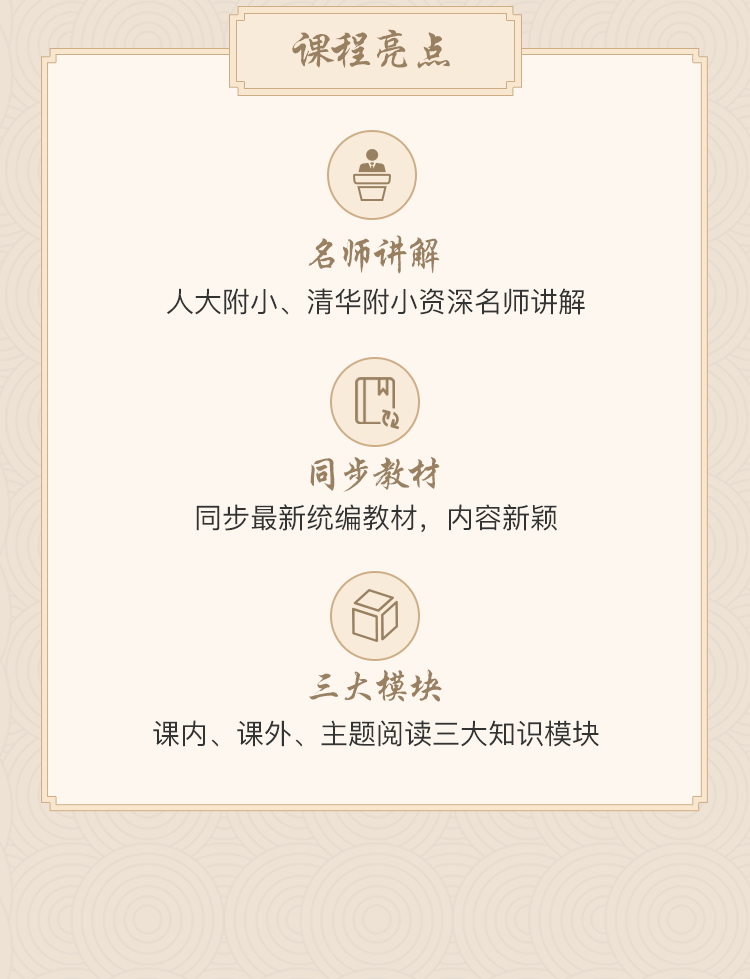 课程亮点
名师讲解
人大附小、清华附小资深名师讲解
同步教材
同步最新统编教材，内容新颖
三大模块
课内、课外、主题阅读三大知识模块